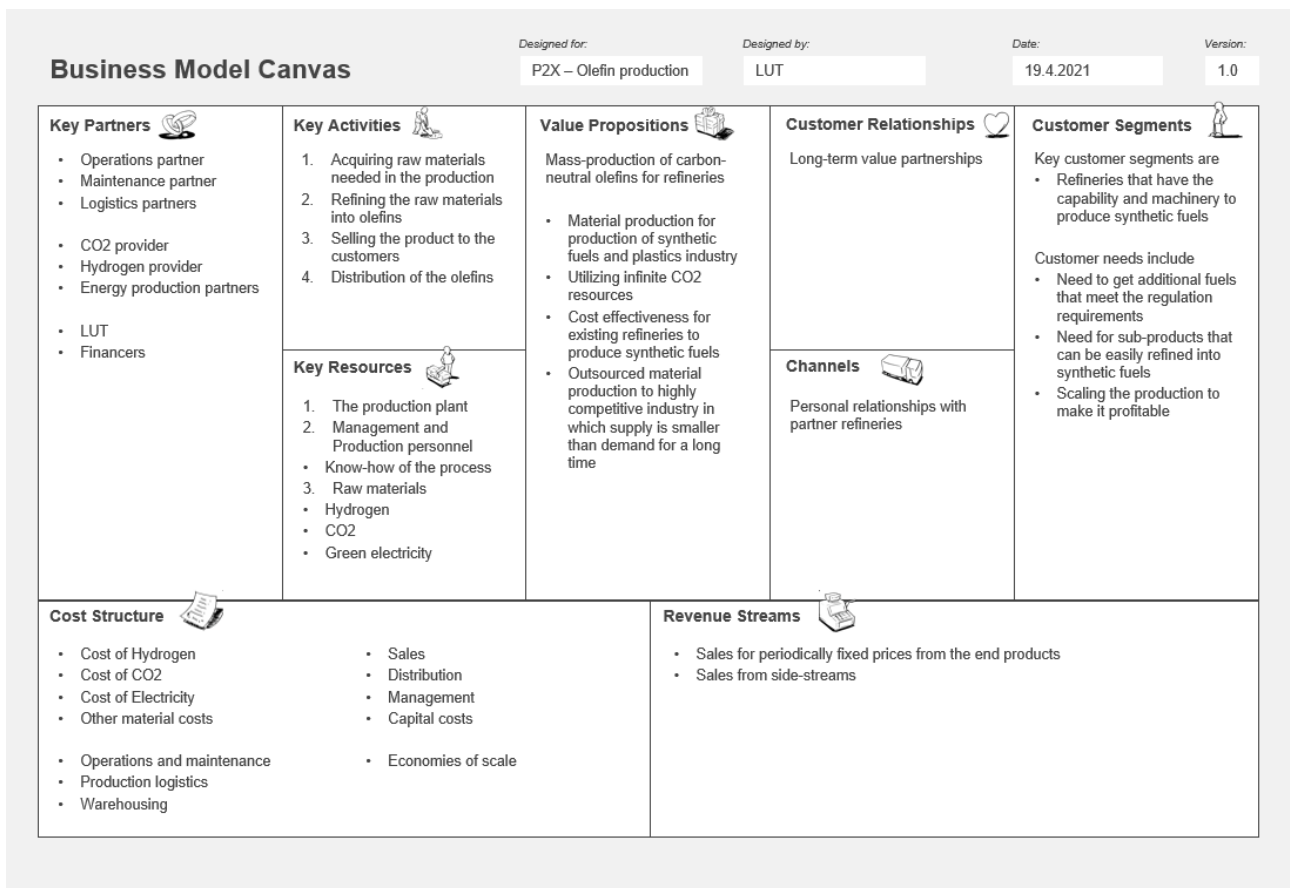 Business Model Canvas
Designed for:
P2X – Olefin production
Designed by:
LUT
Date:
19.4.2021
Version:
1.0
Key Partners
• Operations partner
• Maintenance partner
• Logistics partners
• CO2 provider
• Hydrogen provider
• Energy production partners
• LUT
• Financers
Key Activities
1. Acquiring raw materials
needed in the production
2. Refining the raw materials
into olefins
3. Selling the product to the
customers
4. Distribution of the olefins
Key Resources
1. The production plant
2. Management and
Production personnel
• Know-how of the process
3. Raw materials
• Hydrogen
• CO2
• Green electricity
Value Propositions
Mass-production of carbon-
neutral olefins for refineries
• Material production for
production of synthetic
fuels and plastics industry
• Utilizing infinite CO2
resources
• Cost effectiveness for
existing refineries to
produce synthetic fuels
• Outsourced material
production to highly
competitive industry in
which supply is smaller
than demand for a long
time
Customer Relationships
Long-term value partnerships
Channels
Personal relationships with
partner refineries
Customer Segments
Key customer segments are
• Refineries that have the
capability and machinery to
produce synthetic fuels
Customer needs include
• Need to get additional fuels
that meet the regulation
requirements
• Need for sub-products that
can be easily refined into
synthetic fuels
• Scaling the production to
make it profitable
Cost Structure
• Cost of Hydrogen
• Cost of CO2
• Cost of Electricity
• Other material costs
• Operations and maintenance
• Production logistics
• Warehousing
• Sales
• Distribution
• Management
• Capital costs
• Economies of scale
Revenue Streams
• Sales for periodically fixed prices from the end products
• Sales from side-streams